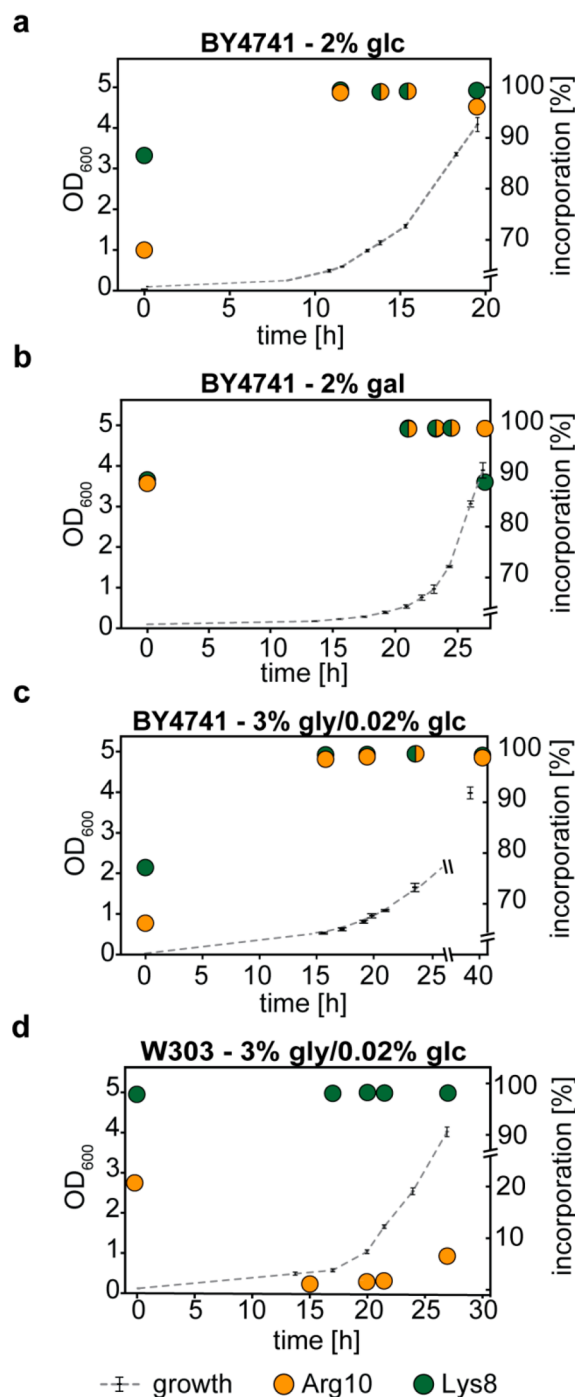 a
BY4741 - 2% glc
OD600
5
4
3
2
1
0
100
90
80
70
incorporation [%]
0 5 10 15 20
time [h]
b
BY4741 - 2% gal
OD600
5
4
3
2
1
0
100
90
80
70
incorporation [%]
0 5 10 15 20 25
time [h]
c
BY4741 - 3% gly/0.02% glc
OD600
5
4
3
2
1
0
100
90
70
incorporation [%]
0 5 10 15 20 25 40
time [h]
d
W303 - 3% gly/0.02% glc
OD600
5
4
3
2
1
0
100
90
20
10
incorporation [%]
0 5 10 15 20 25 30
time [h]
growth Arg10 Lys8